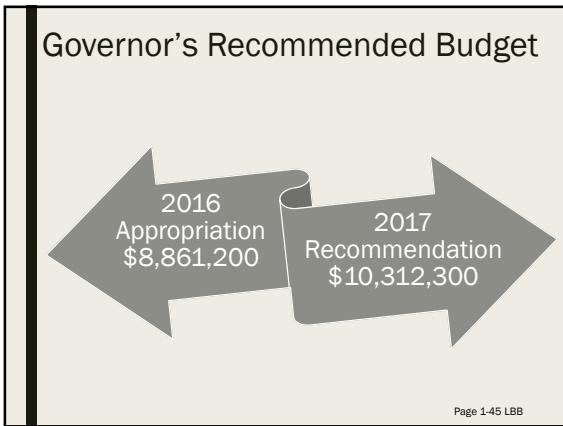 Governor’s Recommended Budget
2016
Appropriation
$8,861,200
2017
Recommendation
$10,312,300
Page 1-45 LBB